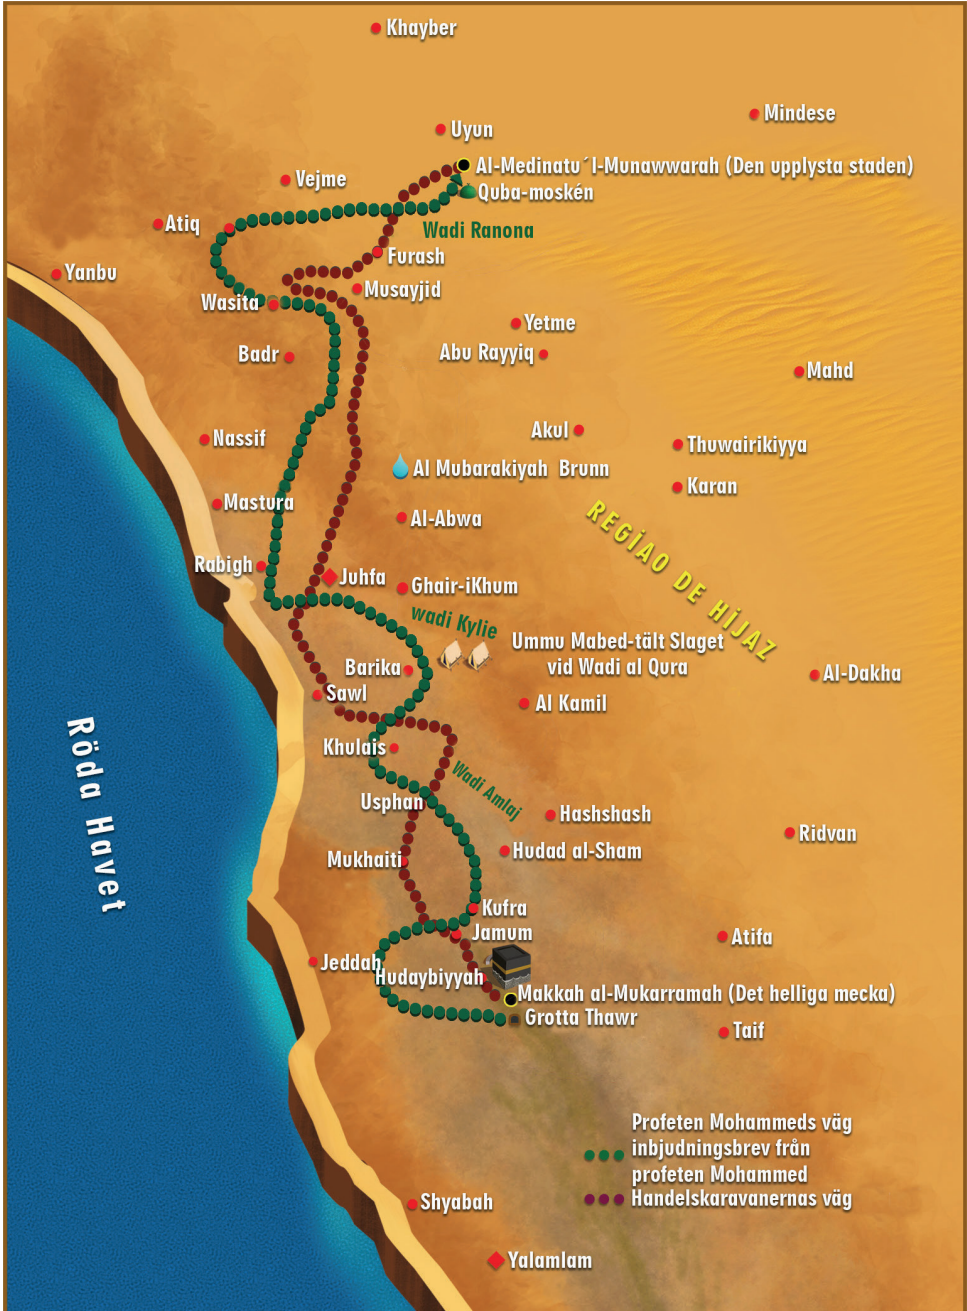 Khayber
Mindese
Uyun
Al-Medinatu´l-Munawwarah (Den upplysta staden)
Vejme
Quba-moskén
Atiq
Wadi Ranona
Furash
Yanbu
Musayjid
Wasita
Yetme
Badr
Abu Rayyiq
Mahd
Akul
Nassif
Thuwairikiyya
Al Mubarakiyah Brunn
Karan
Mastura
Al-Abwa
REGİAO DE HİJAZ
Rabigh
Juhfa
Ghair-iKhum
wadi Kylie
Ummu Mabed-tält Slaget
vid Wadi al Qura
Barika
Al-Dakha
Sawl
Al Kamil
Röda Havet
Khulais
Wadi Amlaj
Usphan
Hashshash
Ridvan
Mukhaiti
Hudad al-Sham
Kufra
Jamum
Atifa
Jeddah
Hudaybiyyah
Makkah al-Mukarramah (Det helliga mecka)
Grotta Thawr
Taif
Profeten Mohammeds väg
inbjudningsbrev från
profeten Mohammed
Handelskaravanernas väg
Shyabah
Yalamlam